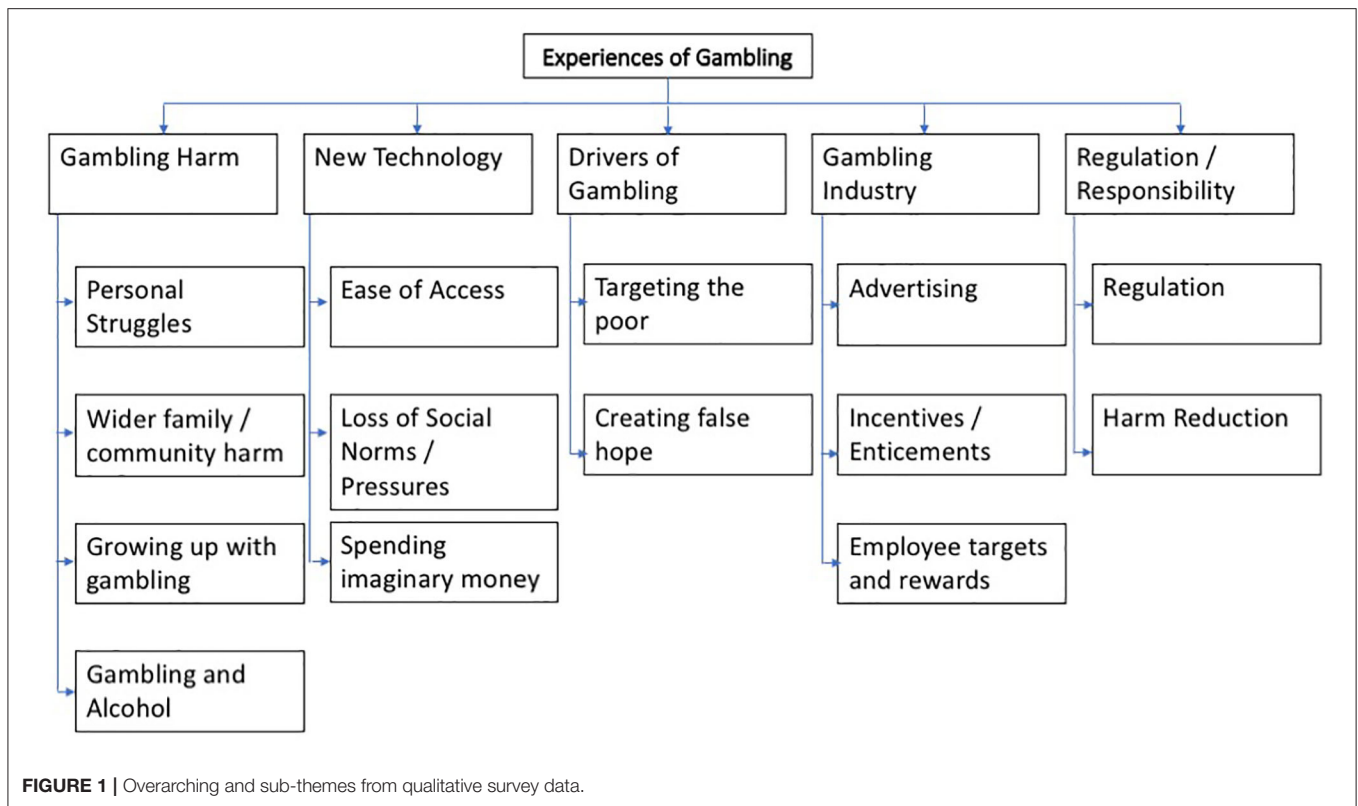 Experiences of Gambling
Gambling Harm
Personal
Struggles
Wider family /
community harm
Growing up with
gambling
Gambling and
Alcohol
New Technology
Ease of Access
Loss of Social
Norms /
Pressures
Spending
imaginary money
Drivers of
Gambling
Targeting the
poor
Creating false
hope
Gambling
Industry
Advertising
Incentives /
Enticements
Employee targets
and rewards
Regulation /
Responsibility
Regulation
Harm Reduction
FIGURE 1 | Overarching and sub-themes from qualitative survey data.